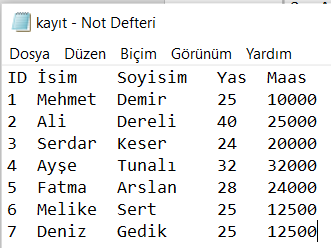 kayıt - Not Defteri
Dosya Düzen Biçim Görünüm Yardım
ID İsim Soyisim Yas Maas
1 Mehmet Demir 25 10000
2 Ali Dereli 40 25000
3 Serdar Keser 24 20000
4 Ayşe Tunalı 32 32000
5 Fatma Arslan 28 24000
6 Melike Sert 25 12500
7 Deniz Gedik 25 12500